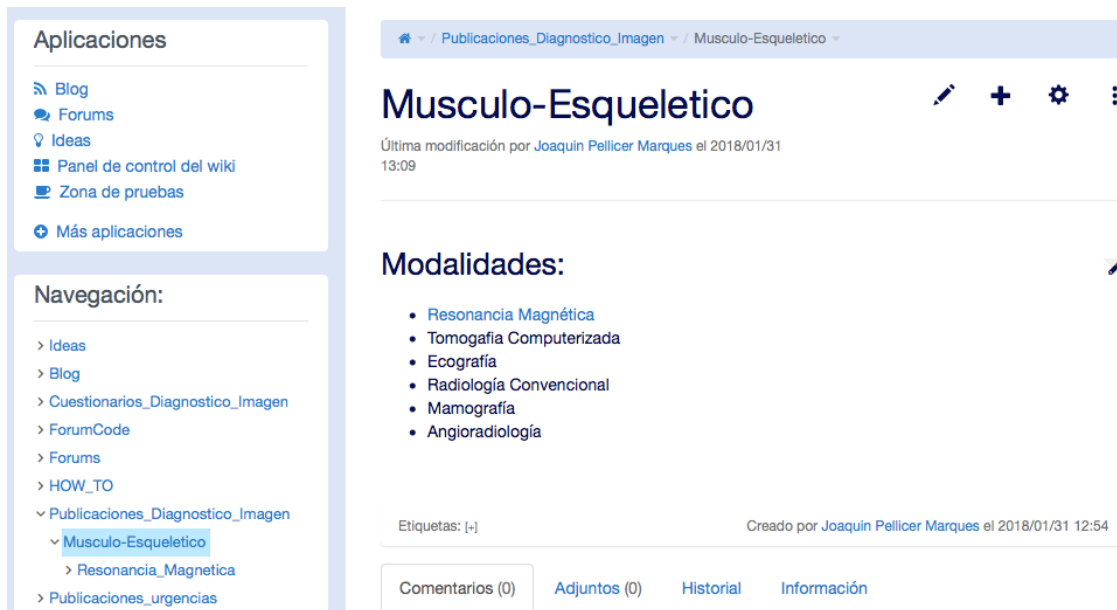 Aplicaciones
Blog
Forums
Ideas
Panel de control del wiki
Zona de pruebas
Más aplicaciones
Navegación:
Ideas
Blog
Cuestionarios_Diagnostico_Imagen
ForumCode
Forums
HOW_TO
Publicaciones_Diagnostico_Imagen
Musculo-Esqueletico
Resonancia_Magnetica
Publicaciones_urgencias
/ Publicaciones_Diagnostico_Imagen / Musculo-Esqueletico
Musculo-Esqueletico
Última modificación por Joaquin Pellicer Marques el 2018/01/31
13:09
Modalidades:
• Resonancia Magnética
• Tomogafia Computerizada
• Ecografía
• Radiología Convencional
• Mamografía
• Angioradiología
Etiquetas: [+] Creado por Joaquin Pellicer Marques el 2018/01/31 12:54
Comentarios (0) Adjuntos (0) Historial Información